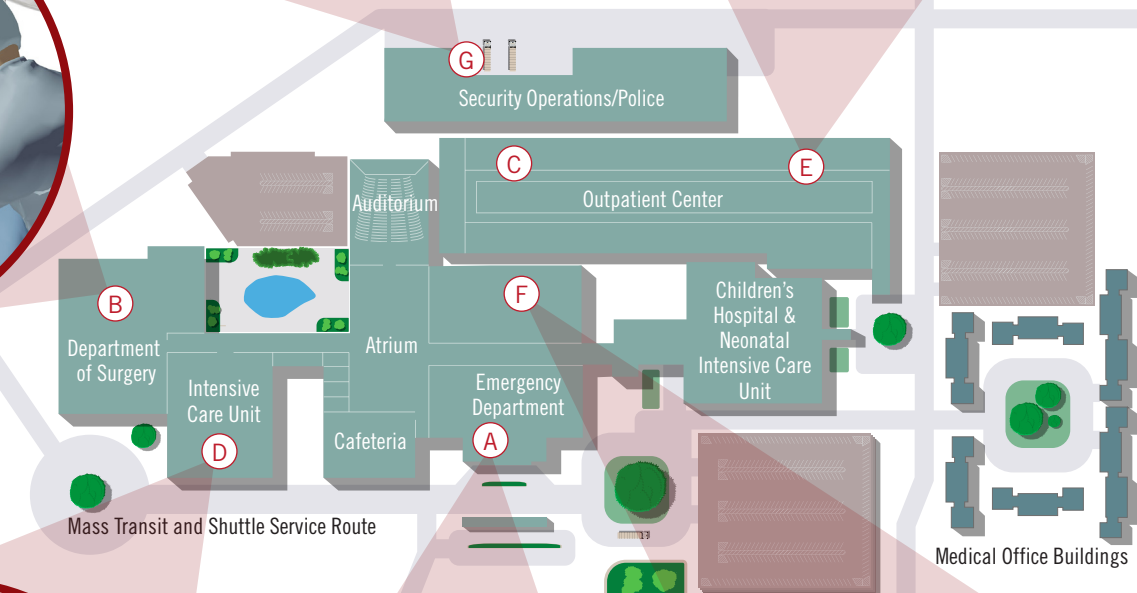 G
Security Operations/Police
C
E
Outpatient Center
Auditorium
B
F
Children's
Hospital &
Neonatal
Intensive Care
Unit
Department
of Surgery
Atrium
Intensive
Care Unit
Emergency
Department
D
Cafeteria
A
Mass Transit and Shuttle Service Route
Medical Office Buildings